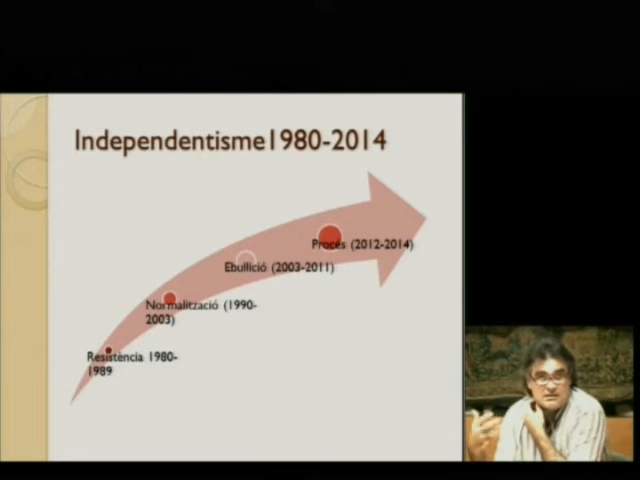 Independentisme1980-2014
Procés (2012-2014)
Ebullició (2003-2011)
Normalització (1990-
2003)
Resistència 1980-
1989